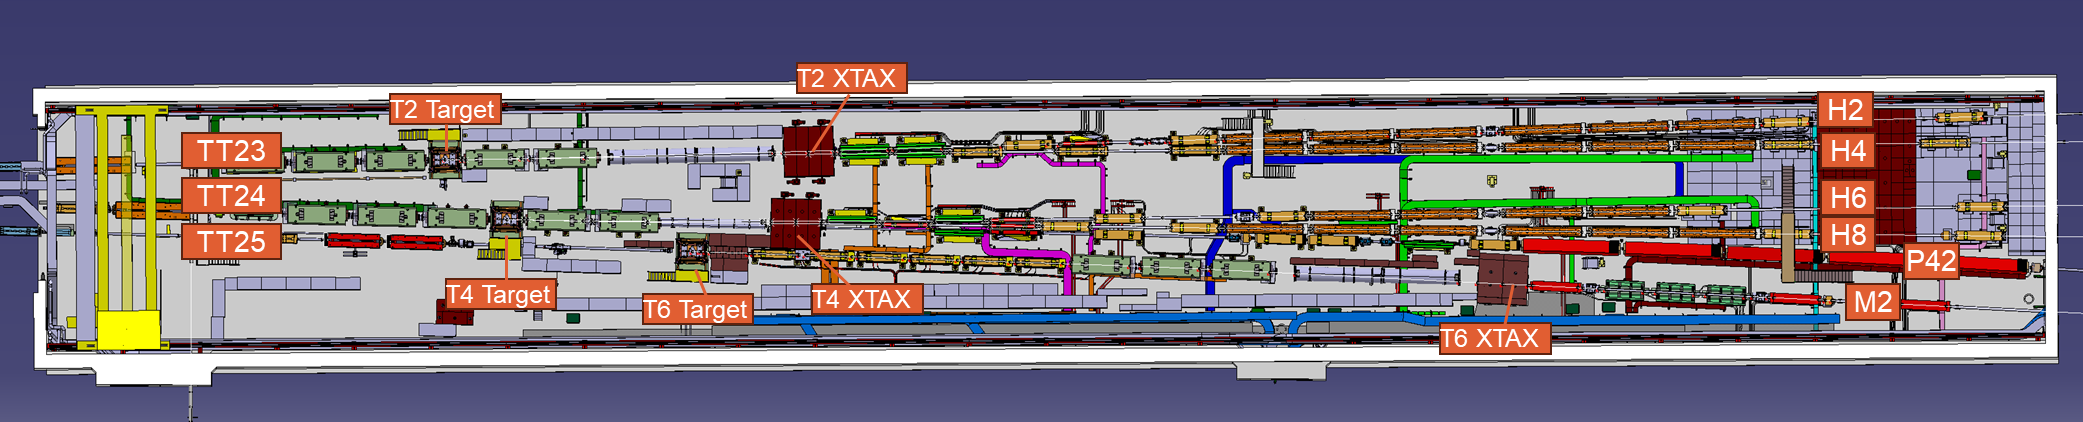 T2 XTAX
T2 Target
H2
TT23
H4
TT24
H6
TT25
H8
P42
T4 Target
T6 Target
T4 XTAX
M2
T6 XTAX